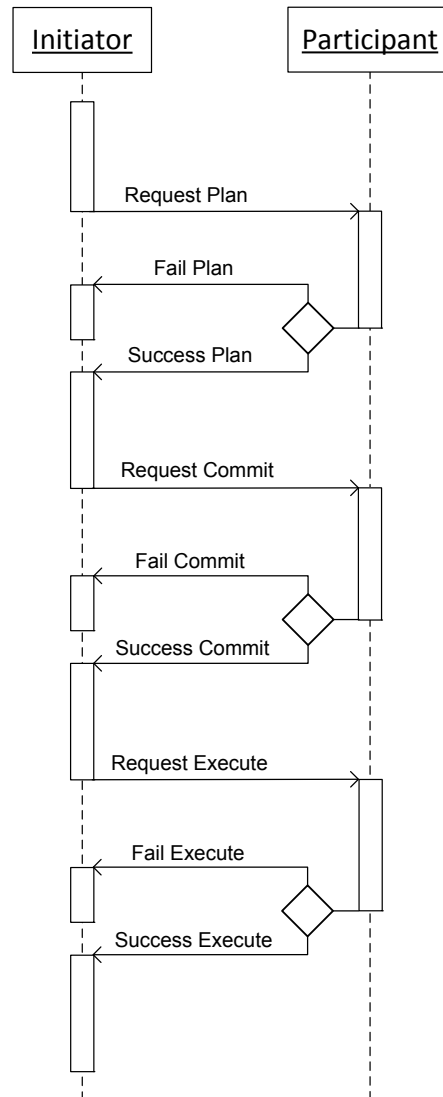 Initiator
Participant
Request Plan
Fail Plan
Success Plan
Request Commit
Fail Commit
Success Commit
Request Execute
Fail Execute
Success Execute